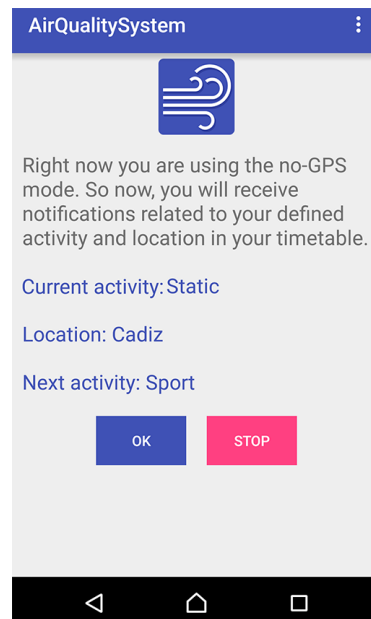 AirQualitySystem
Right now you are using the no-GPS
mode. So now, you will receive
notifications related to your defined
activity and location in your timetable.
Current activity: Static
Location: Cadiz
Next activity: Sport
OK STOP